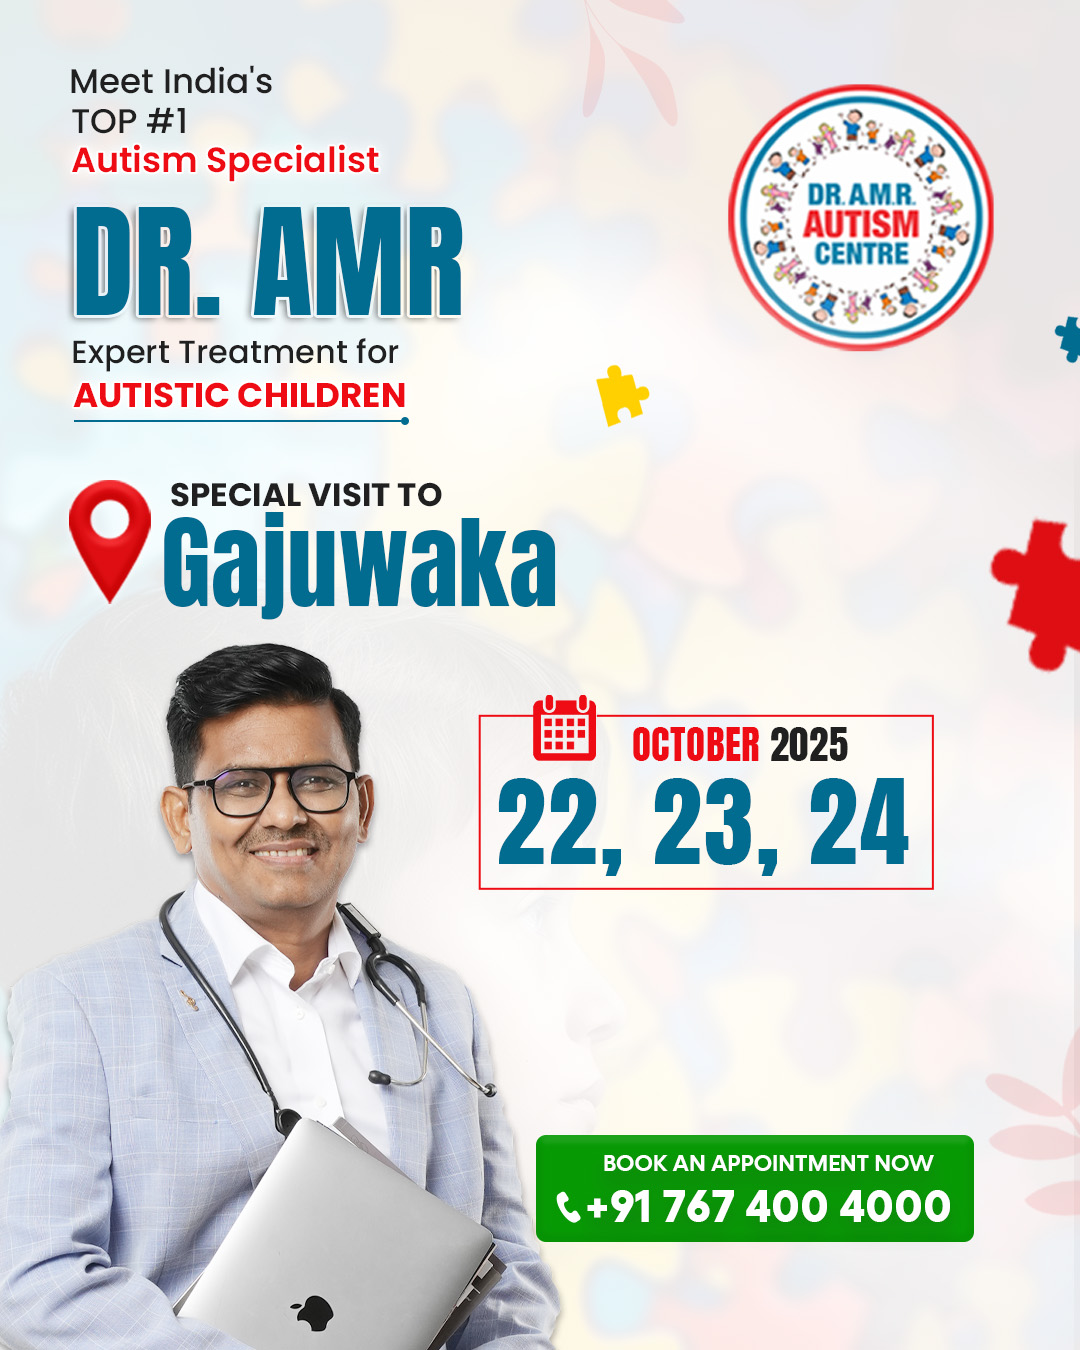 Meet India's
TOP #1
Autism Specialist
DR. AMR
Expert Treatment for
AUTISTIC CHILDREN
DR. A.M.R.
AUTISM
CENTRE
SPECIAL VISIT TO
Gajuwaka
OCTOBER 2025
22, 23, 24
BOOK AN APPOINTMENT NOW
+91 767 400 4000